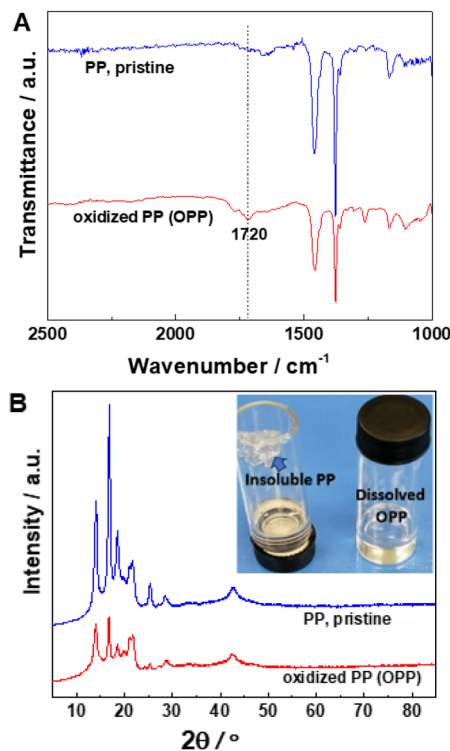 A
PP, pristine
oxidized PP (OPP)
1720
Transmittance / a.u.
2500 2000 1500 1000
Wavenumber / cm⁻¹
B
Insoluble PP
Dissolved
OPP
PP, pristine
oxidized PP (OPP)
Intensity / a.u.
10 20 30 40 50 60 70 80
2θ / °